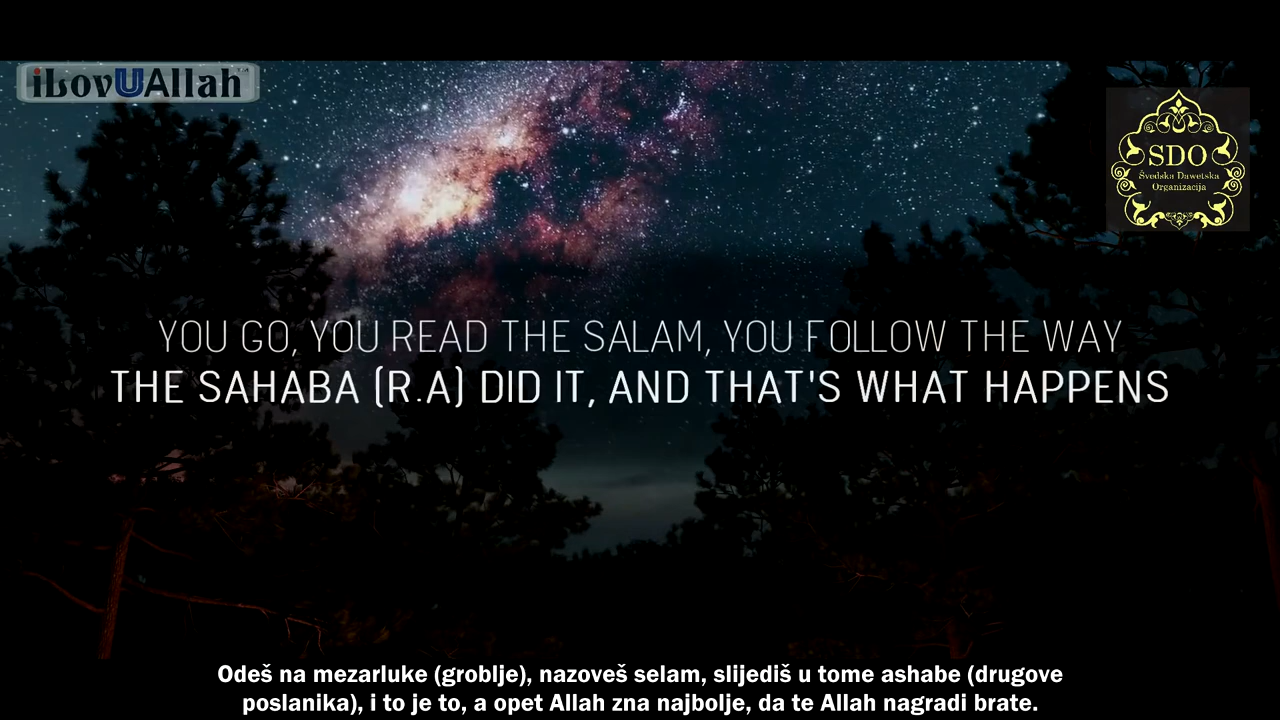 iLovUAllah
SDO
Švedska Dawetska
Organizacija
YOU GO, YOU READ THE SALAM, YOU FOLLOW THE WAY
THE SAHABA (R.A) DID IT, AND THAT'S WHAT HAPPENS
Odeš na mezarluke (groblje), nazoveš selam, slijediš u tome ashabe (drugove
poslanika), i to je to, a opet Allah zna najbolje, da te Allah nagradi brate.